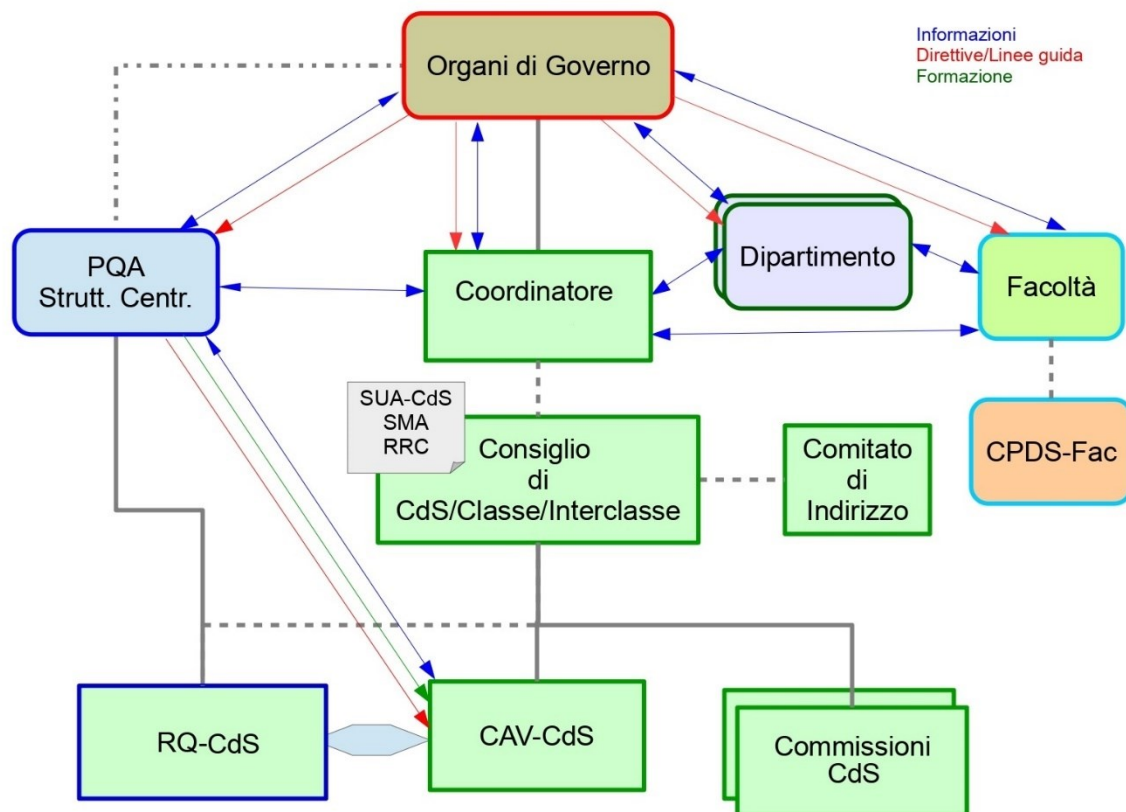 Organi di Governo
Informazioni
Direttive/Linee guida
Formazione
PQA
Strutt. Centr.
Coordinatore
Dipartimento
Facoltà
SUA-CdS
SMA
RRC
Consiglio
di
CdS/Classe/Interclasse
Comitato
di
Indirizzo
CPDS-Fac
RQ-CdS
CAV-CdS
Commissioni
CdS